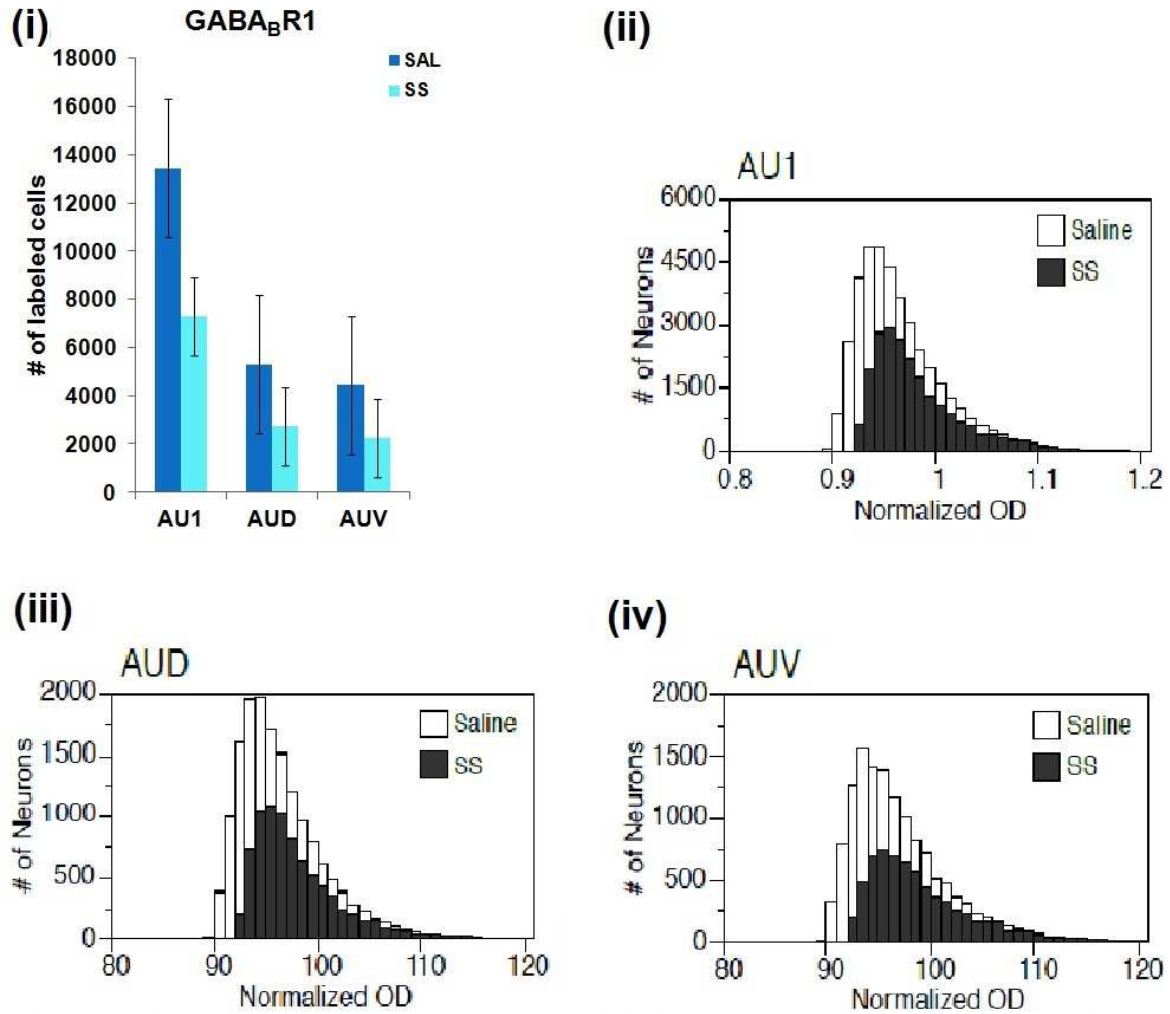 (i)
GABABR1
18000
16000
14000
12000
10000
8000
6000
4000
2000
0
# of labeled cells
SAL
SS
AU1
AUD
AUV
(ii)
AU1
6000
4500
3000
1500
0
# of Neurons
Saline
SS
0.8
0.9
1
1.1
1.2
Normalized OD
(iii)
AUD
2000
1500
1000
500
0
# of Neurons
Saline
SS
80
90
100
110
120
Normalized OD
(iv)
AUV
2000
1500
1000
500
0
# of Neurons
Saline
SS
80
90
100
110
120
Normalized OD